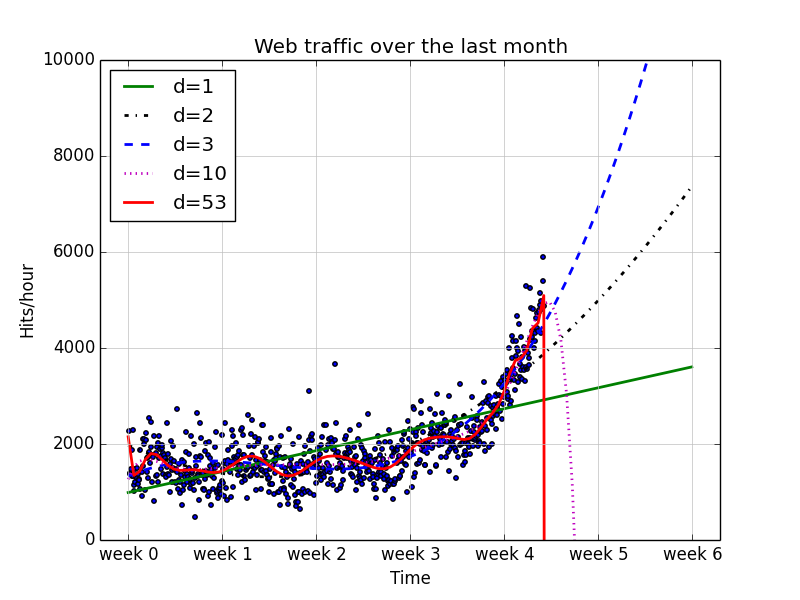 Web traffic over the last month
10000
8000
6000
4000
2000
0
Hits/hour
d=1
d=2
d=3
d=10
d=53
week 0 week 1 week 2 week 3 week 4 week 5 week 6
Time